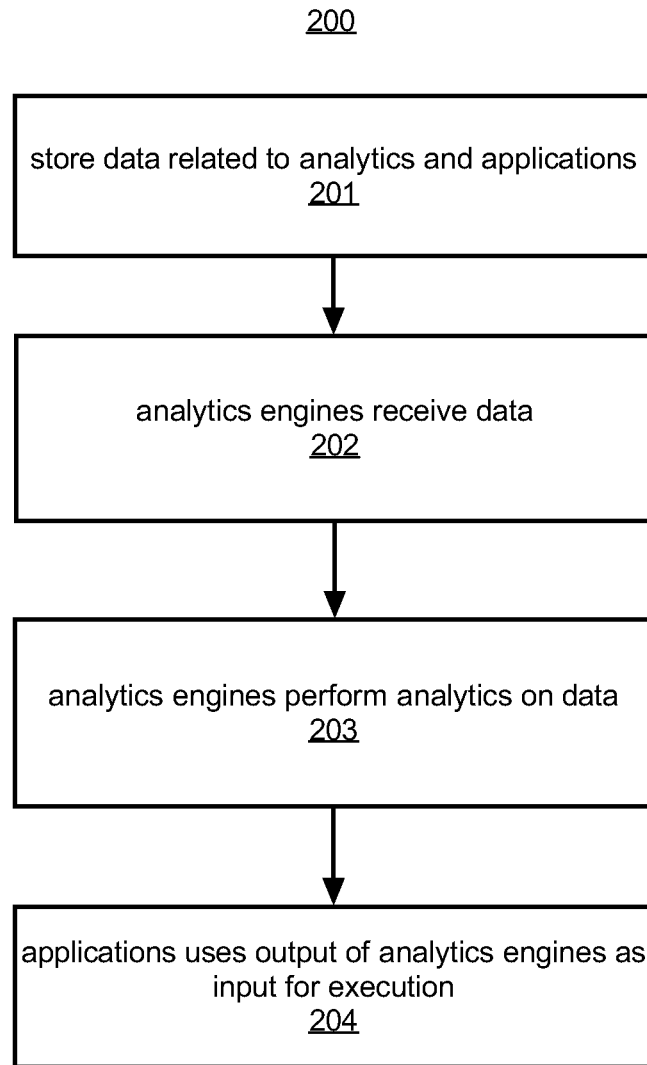 200
store data related to analytics and applications
201
analytics engines receive data
202
analytics engines perform analytics on data
203
applications uses output of analytics engines as
input for execution
204